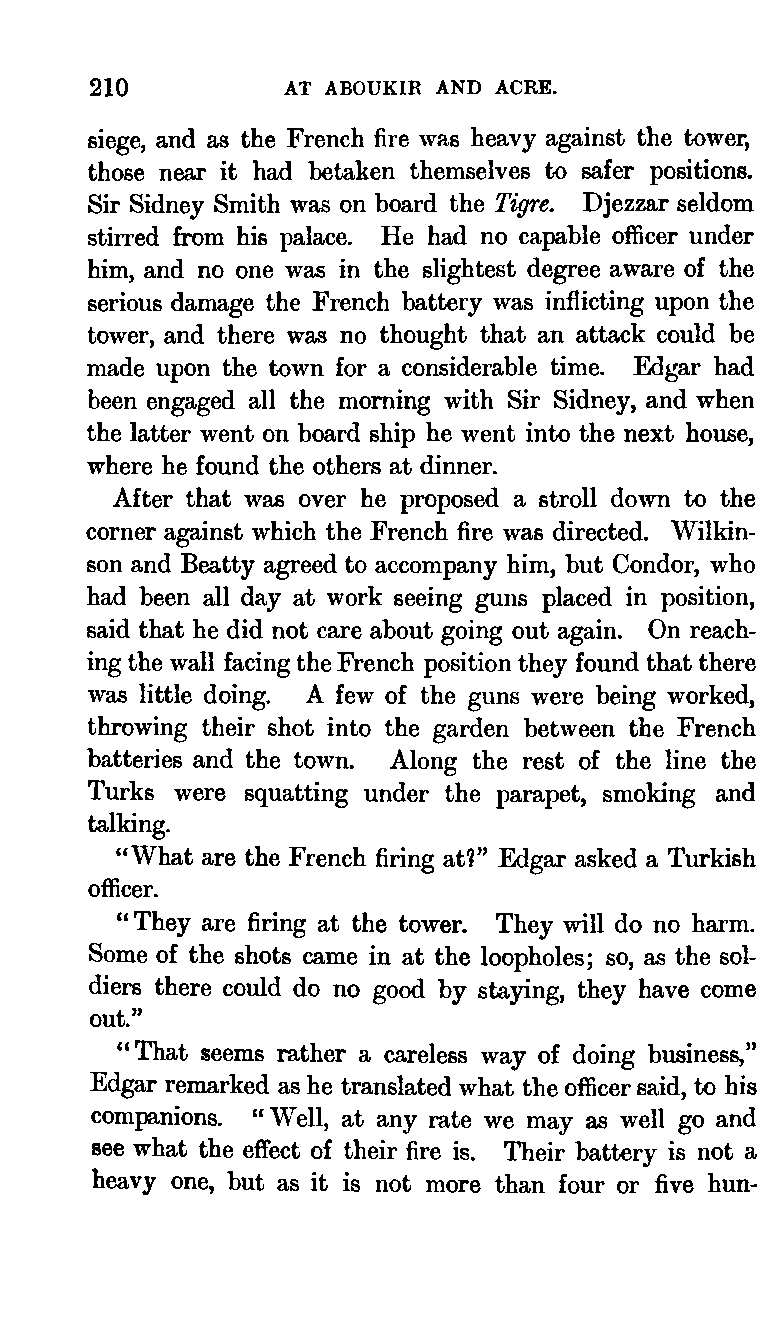 210 AT ABOUKIR AND ACRE.
siege, and as the French fire was heavy against the tower,
those near it had betaken themselves to safer positions.
Sir Sidney Smith was on board the Tigre. Djezzar seldom
stirred from his palace. He had no capable officer under
him, and no one was in the slightest degree aware of the
serious damage the French battery was inflicting upon the
tower, and there was no thought that an attack could be
made upon the town for a considerable time. Edgar had
been engaged all the morning with Sir Sidney, and when
the latter went on board ship he went into the next house,
where he found the others at dinner.
After that was over he proposed a stroll down to the
corner against which the French fire was directed. Wilkin-
son and Beatty agreed to accompany him, but Condor, who
had been all day at work seeing guns placed in position,
said that he did not care about going out again. On reach-
ing the wall facing the French position they found that there
was little doing. A few of the guns were being worked,
throwing their shot into the garden between the French
batteries and the town. Along the rest of the line the
Turks were squatting under the parapet, smoking and
talking.
"What are the French firing at?" Edgar asked a Turkish
officer.
"They are firing at the tower. They will do no harm.
Some of the shots came in at the loopholes; so, as the sol-
diers there could do no good by staying, they have come
out."
"That seems rather a careless way of doing business,"
Edgar remarked as he translated what the officer said, to his
companions. "Well, at any rate we may as well go and
see what the effect of their fire is. Their battery is not a
heavy one, but as it is not more than four or five hun-